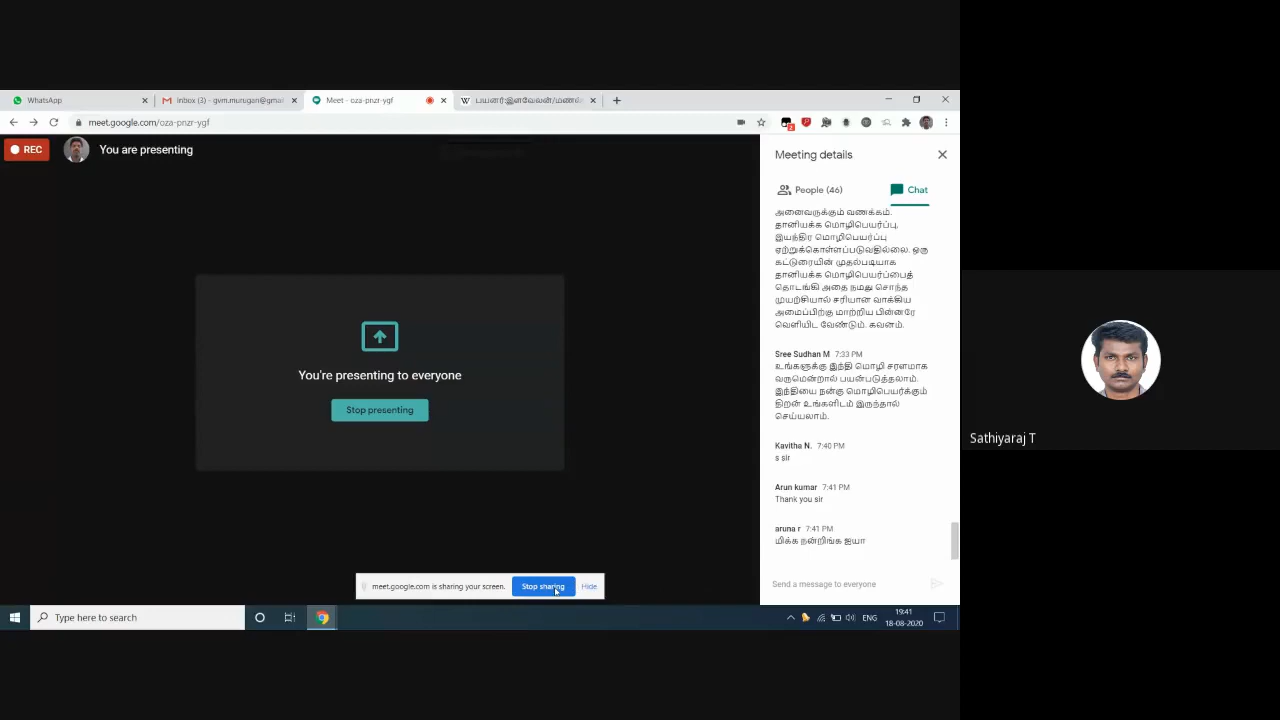 WhatsApp
Inbox (3) - gvm.murugan@gmai
Meet - oza-pnzr-ygf
W
meet.google.com/oza-pnzr-ygf
2
REC
You are presenting
Meeting details
People (46)
Chat
அனைவருக்கும் வணக்கம்.
தானியக்க மொழிபெயர்ப்பு,
இயந்திர மொழிபெயர்ப்பு
ஏற்றுக்கொள்ளப்படுவதில்லை. ஒரு
கட்டுரையின் முதல்படியாக
தானியக்க மொழிபெயர்ப்பைத்
தொடங்கி அதை நமது சொந்த
முயற்சியால் சரியான வாக்கிய
அமைப்பிற்கு மாற்றிய பின்னரே
வெளியிட வேண்டும். கவனம்.
Sree Sudhan M 7:33 PM
உங்களுக்கு இந்தி மொழி சரளமாக
வருமென்றால் பயன்படுத்தலாம்.
இந்தியை நன்கு மொழிபெயர்க்கும்
திறன் உங்களிடம் இருந்தால்
செய்யலாம்.
Kavitha N. 7:40 PM
s sir
Arun kumar 7:41 PM
Thank you sir
aruna r 7:41 PM
மிக்க நன்றிங்க ஐயா
Send a message to everyone
You're presenting to everyone
Stop presenting
meet.google.com is sharing your screen.
Stop sharing
Hide
Type here to search
ENG
19:41
18-08-2020
Sathiyaraj T